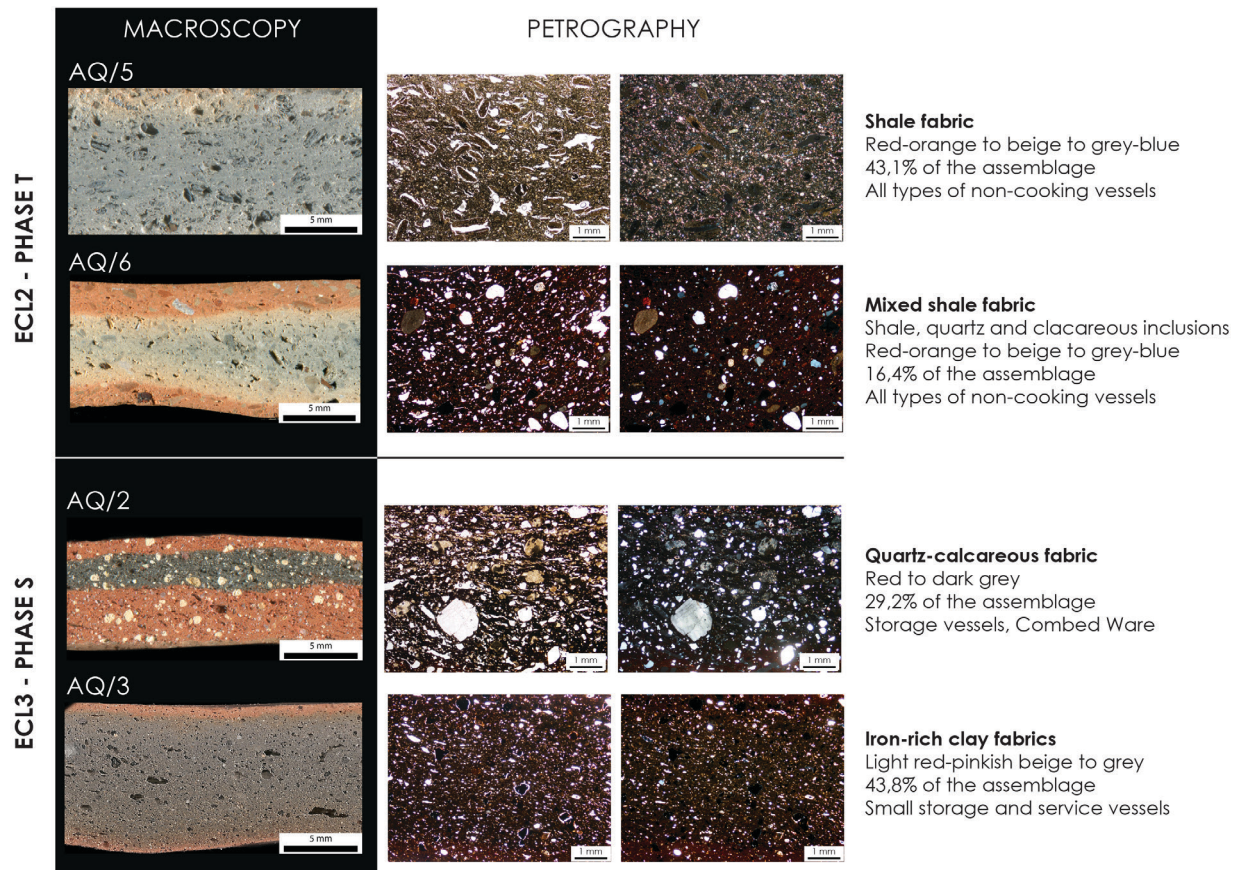 MACROSCOPY
PETROGRAPHY
ECL2 - PHASE T
AQ/5
5 mm
1 mm
1 mm
Shale fabric
Red-orange to beige to grey-blue
43,1% of the assemblage
All types of non-cooking vessels
AQ/6
5 mm
1 mm
1 mm
Mixed shale fabric
Shale, quartz and clacareous inclusions
Red-orange to beige to grey-blue
16,4% of the assemblage
All types of non-cooking vessels
ECL3 - PHASE S
AQ/2
5 mm
1 mm
1 mm
Quartz-calcareous fabric
Red to dark grey
29,2% of the assemblage
Storage vessels, Combed Ware
AQ/3
5 mm
1 mm
1 mm
Iron-rich clay fabrics
Light red-pinkish beige to grey
43,8% of the assemblage
Small storage and service vessels